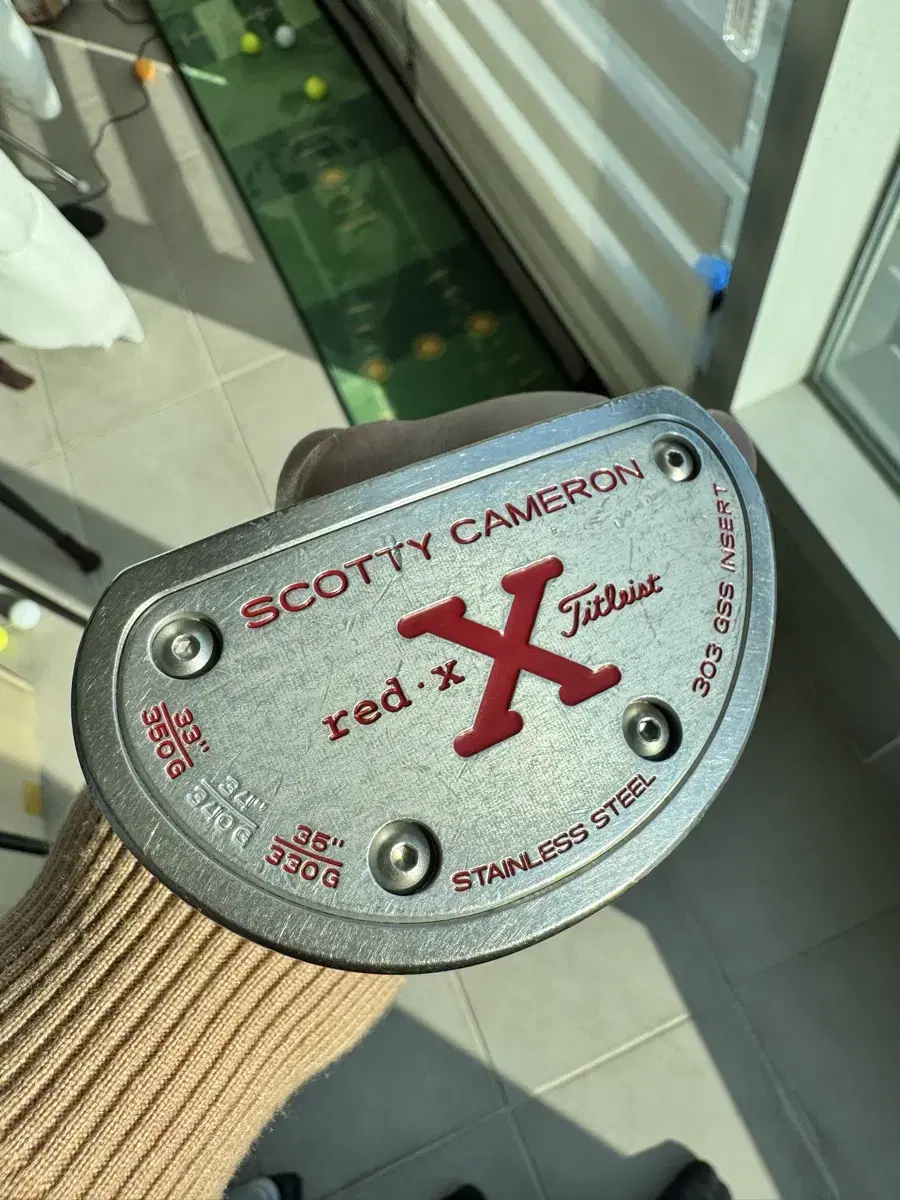 SCOTTY CAMERON
X
Titleist
red·x
303 GSS INSERT
33"
350G
34"
340G
35"
330G
STAINLESS STEEL